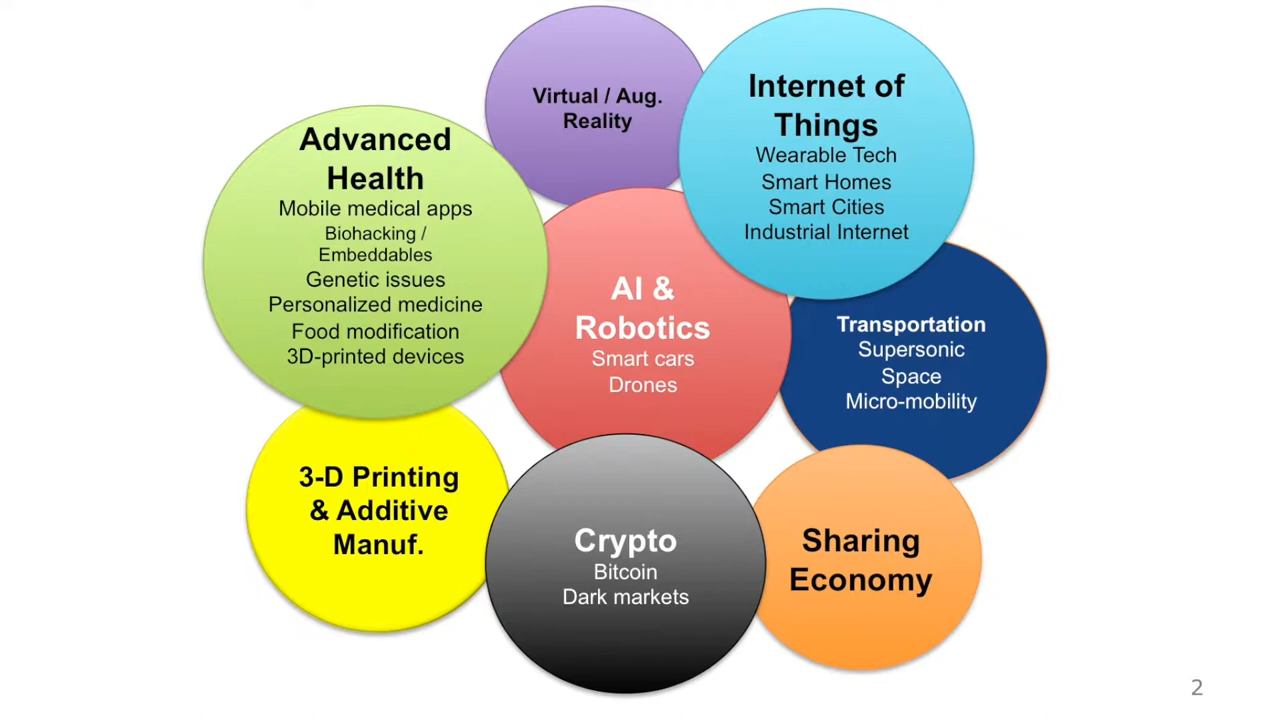 Virtual / Aug.
Reality
Internet of
Things
Wearable Tech
Smart Homes
Smart Cities
Industrial Internet
Advanced
Health
Mobile medical apps
Biohacking /
Embeddables
Genetic issues
Personalized medicine
Food modification
3D-printed devices
AI &
Robotics
Smart cars
Drones
Transportation
Supersonic
Space
Micro-mobility
3-D Printing
& Additive
Manuf.
Crypto
Bitcoin
Dark markets
Sharing
Economy
2